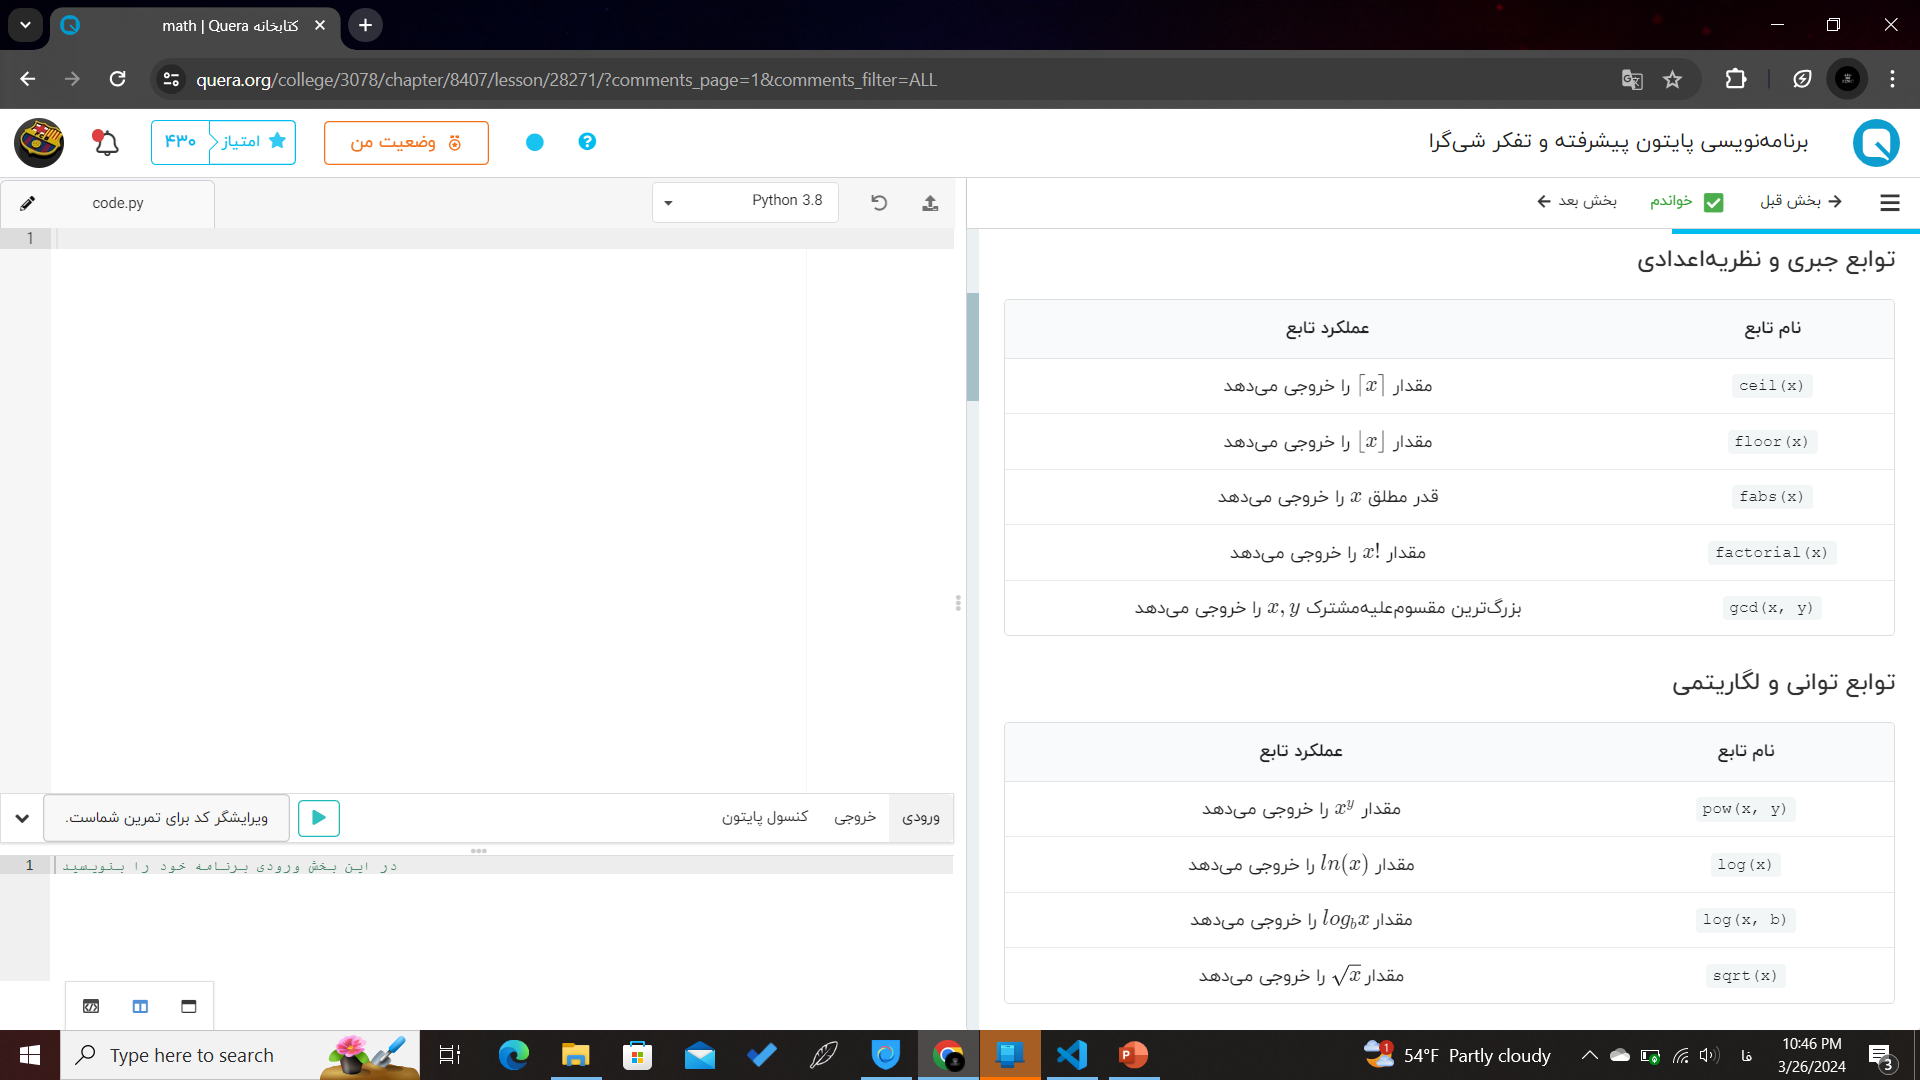 math | Quera کتابخانه
quera.org/college/3078/chapter/8407/lesson/28271/?comments_page=1&comments_filter=ALL
برنامه‌نویسی پایتون پیشرفته و تفکر شی‌گرا
وضعیت من
امتیاز ۴۳۰
بخش قبل
خواندم
بخش بعد
code.py
Python 3.8
1
توابع جبری و نظریه‌اعدادی
نام تابع عملکرد تابع
ceil(x) مقدار ⌈x⌉ را خروجی می‌دهد
floor(x) مقدار ⌊x⌋ را خروجی می‌دهد
fabs(x) قدر مطلق x را خروجی می‌دهد
factorial(x) مقدار x! را خروجی می‌دهد
gcd(x, y) بزرگ‌ترین مقسوم‌علیه‌مشترک x, y را خروجی می‌دهد
توابع توانی و لگاریتمی
نام تابع عملکرد تابع
pow(x, y) مقدار x^y را خروجی می‌دهد
log(x) مقدار ln(x) را خروجی می‌دهد
log(x, b) مقدار log_b x را خروجی می‌دهد
sqrt(x) مقدار √x را خروجی می‌دهد
ورودی خروجی کنسول پایتون
ویرایشگر کد برای تمرین شماست.
1 در این بخش ورودی برنامه خود را بنویسید
Type here to search
54°F Partly cloudy
1
فا
10:46 PM
3/26/2024
3